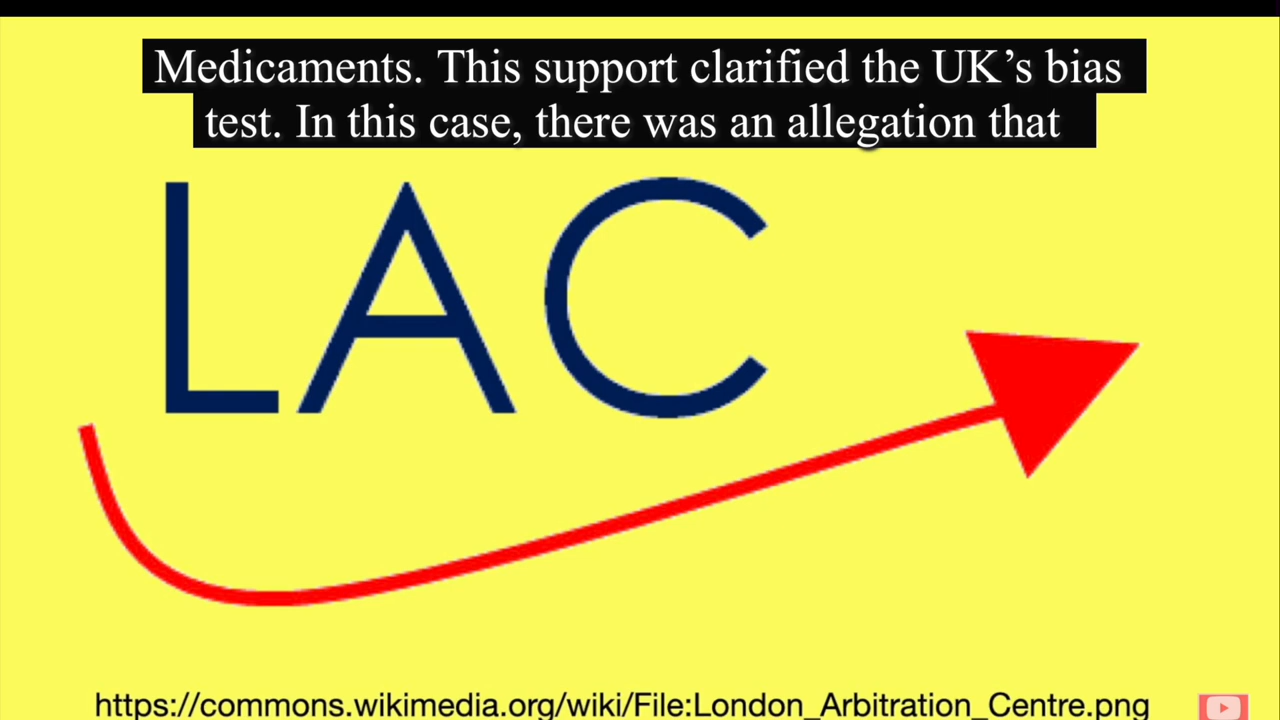 Medicaments. This support clarified the UK’s bias
test. In this case, there was an allegation that
LAC
https://commons.wikimedia.org/wiki/File:London_Arbitration_Centre.png